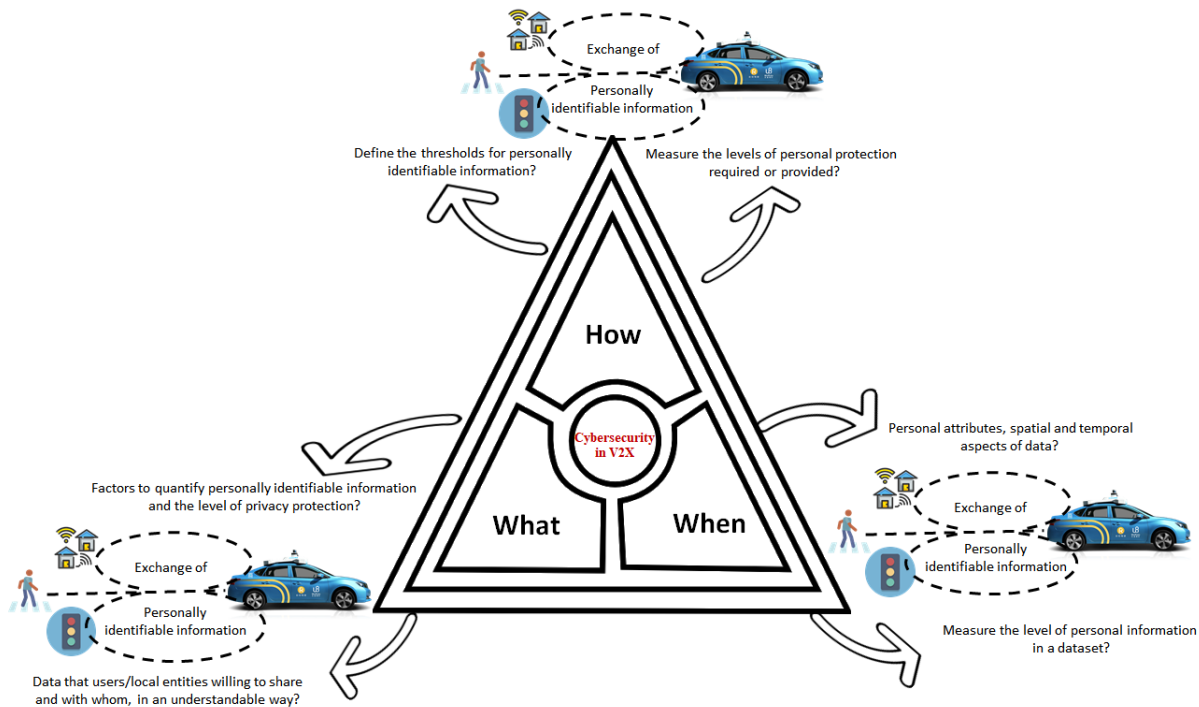 Exchange of
Personally
identifiable information
Define the thresholds for personally
identifiable information?
Measure the levels of personal protection
required or provided?
How
Cybersecurity
in V2X
What
When
Personal attributes, spatial and temporal
aspects of data?
Exchange of
Personally
identifiable information
Measure the level of personal information
in a dataset?
Factors to quantify personally identifiable information
and the level of privacy protection?
Exchange of
Personally
identifiable information
Data that users/local entities willing to share
and with whom, in an understandable way?